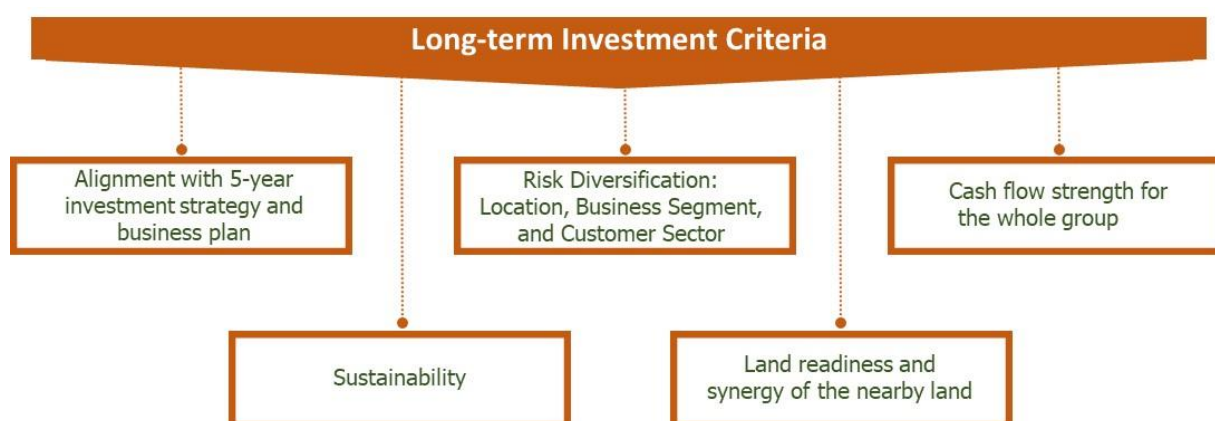 Long-term Investment Criteria
Alignment with 5-year
investment strategy and
business plan
Risk Diversification:
Location, Business Segment,
and Customer Sector
Cash flow strength for
the whole group
Sustainability
Land readiness and
synergy of the nearby land